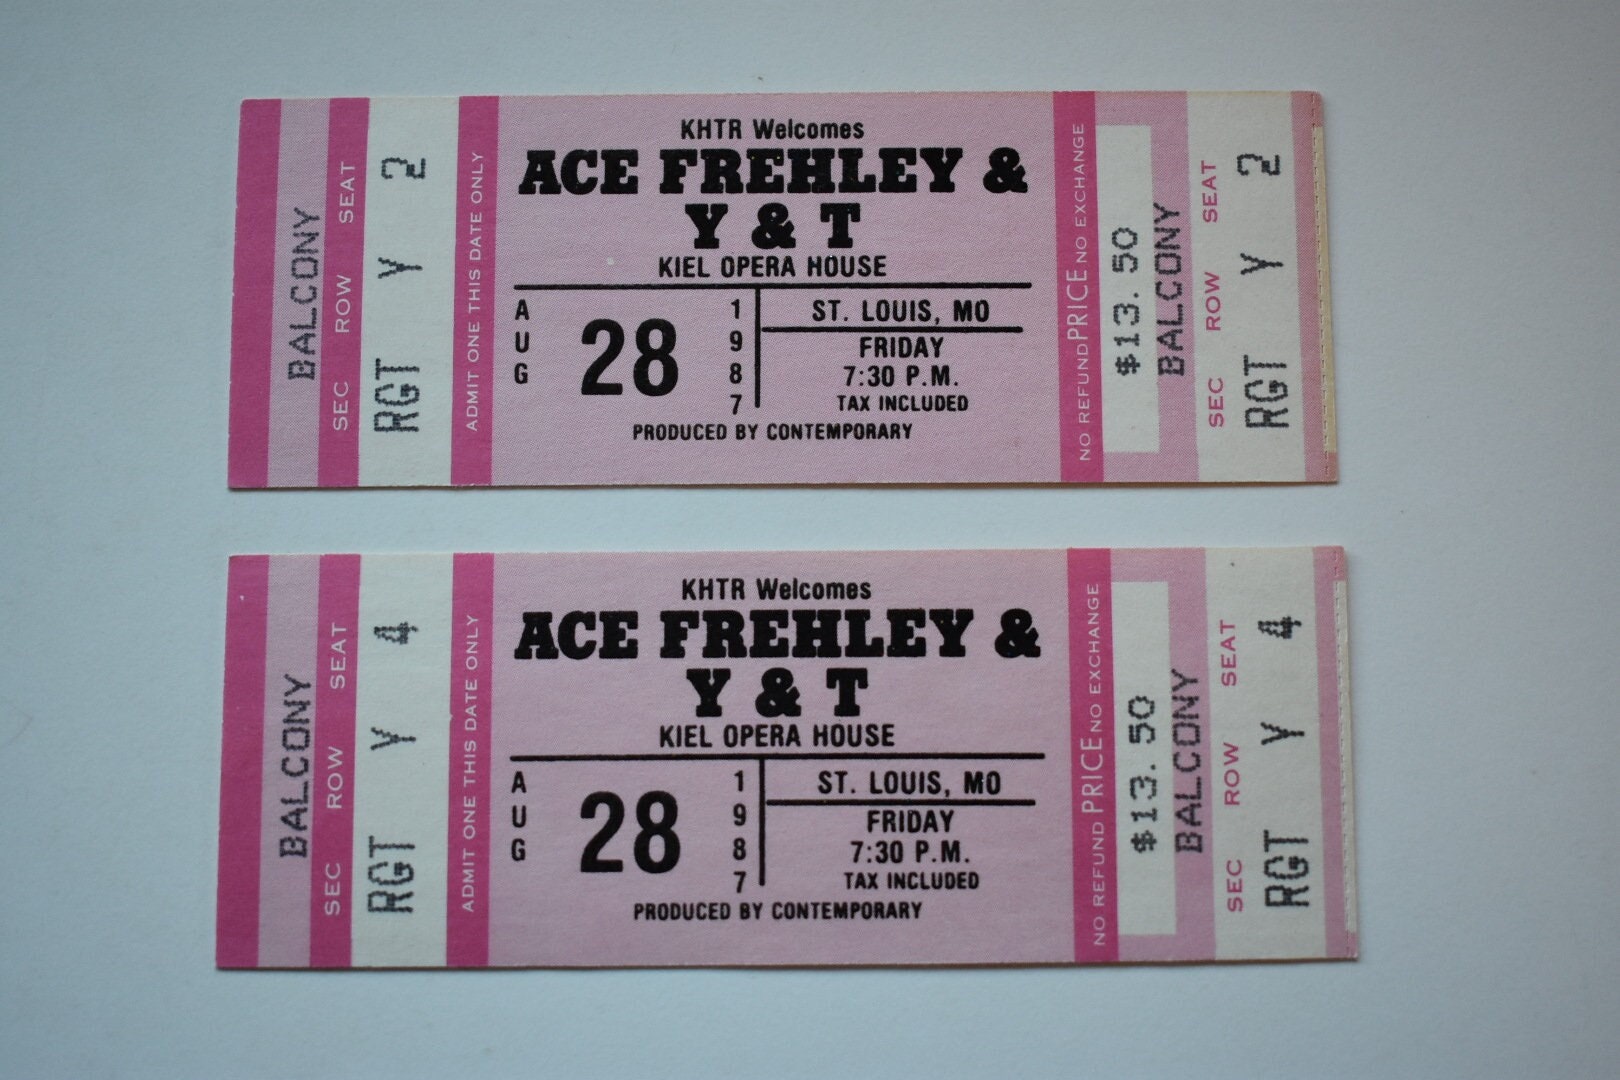 BALCONY
SEC ROW SEAT
RGT Y 2
ADMIT ONE THIS DATE ONLY
KHTR Welcomes
ACE FREHLEY &
Y & T
KIEL OPERA HOUSE
AUG
28
1987
ST. LOUIS, MO
FRIDAY
7:30 P.M.
TAX INCLUDED
PRODUCED BY CONTEMPORARY
NO REFUND PRICE NO EXCHANGE
$13.50
BALCONY
SEC ROW SEAT
RGT Y 2
BALCONY
SEC ROW SEAT
RGT Y 4
ADMIT ONE THIS DATE ONLY
KHTR Welcomes
ACE FREHLEY &
Y & T
KIEL OPERA HOUSE
AUG
28
1987
ST. LOUIS, MO
FRIDAY
7:30 P.M.
TAX INCLUDED
PRODUCED BY CONTEMPORARY
NO REFUND PRICE NO EXCHANGE
$13.50
BALCONY
SEC ROW SEAT
RGT Y 4